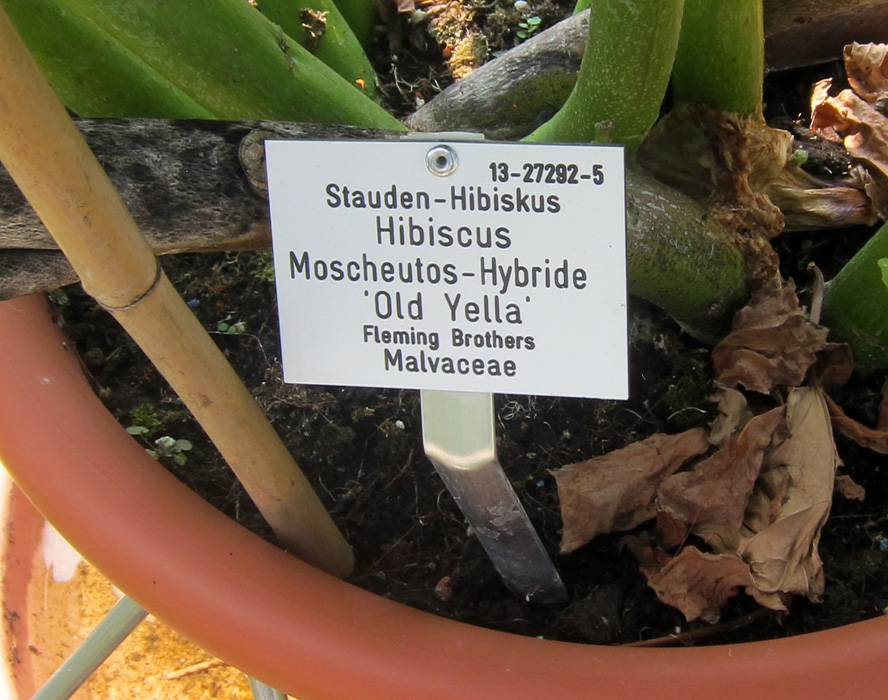 13-27292-5
Stauden-Hibiskus
Hibiscus
Moscheutos-Hybride
'Old Yella'
Fleming Brothers
Malvaceae